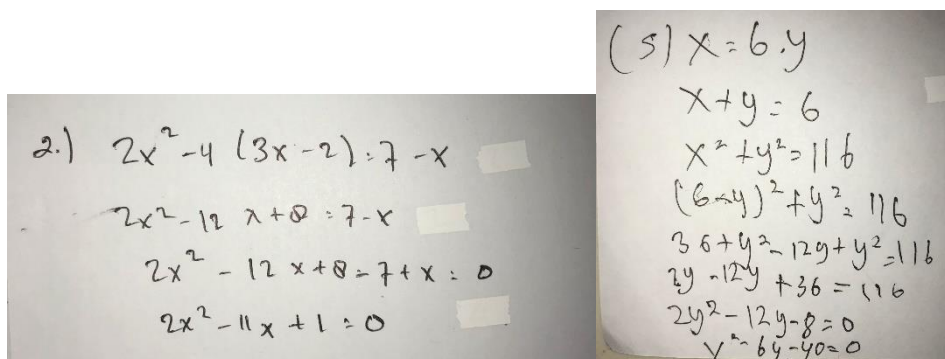 2.) 2x² - 4 (3x - 2) = 7 - x
2x² - 12 x + 8 = 7 - x
2x² - 12 x + 8 - 7 + x = 0
2x² - 11x + 1 = 0
(5) x = 6.y
x + y = 6
x² + y² = 116
(6-y)² + y² = 116
36 + y² - 12y + y² = 116
2y - 12y + 36 = 116
2y² - 12y - 8 = 0
y² - 6y - 40 = 0